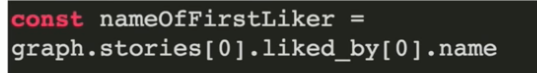 const nameOfFirstLiker =
graph.stories[0].liked_by[0].name